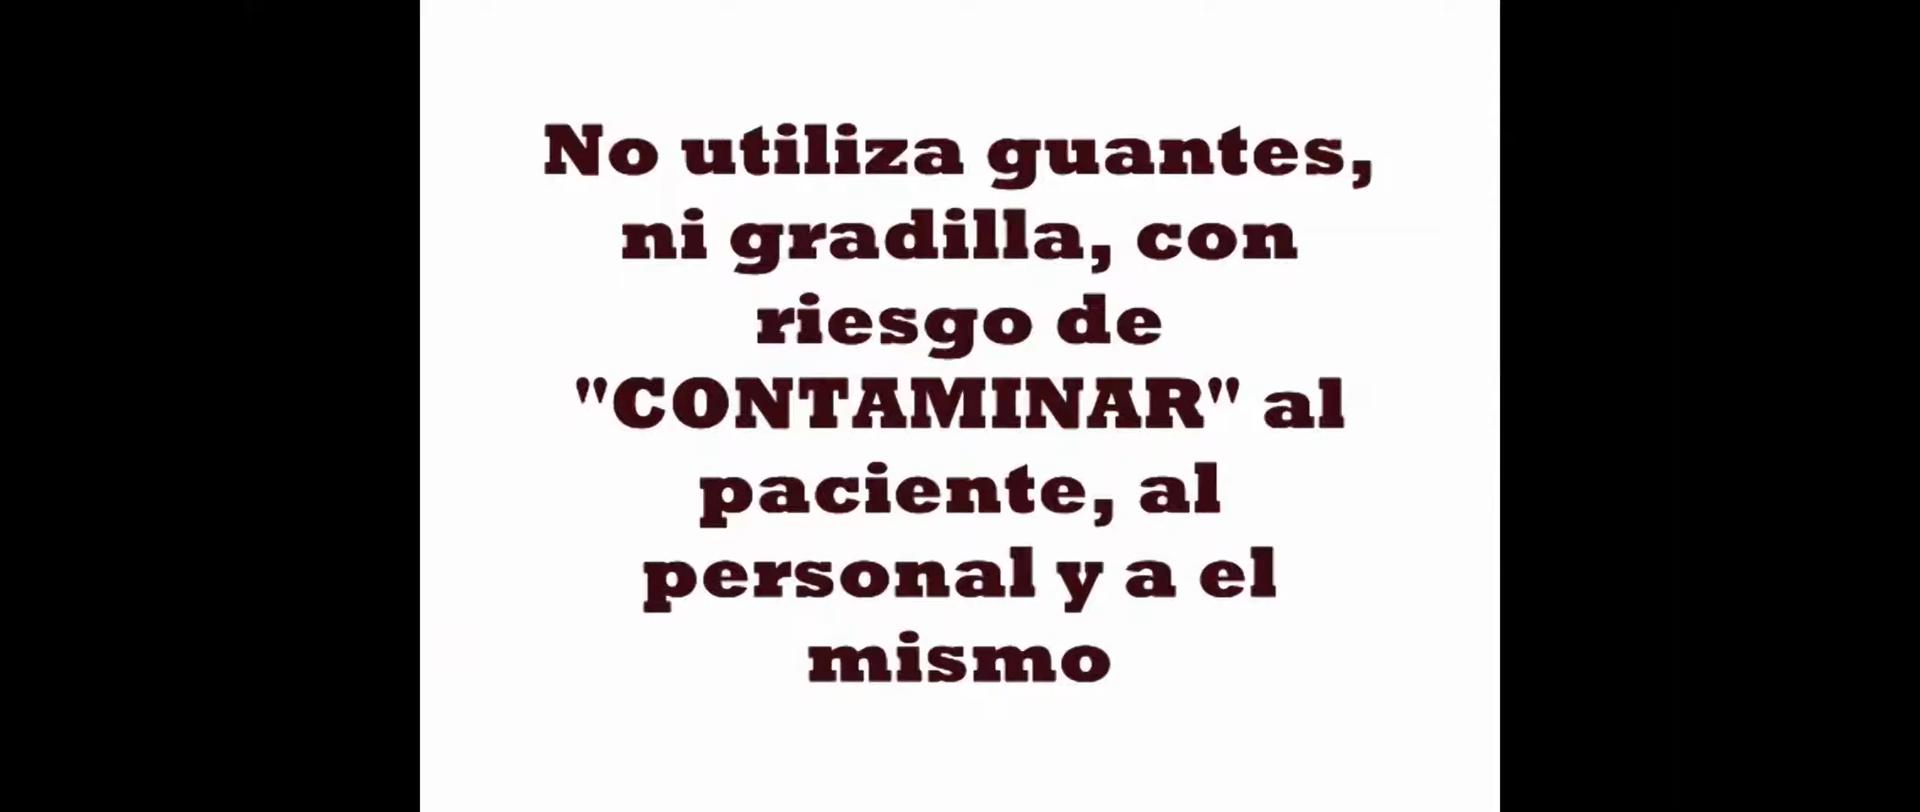 No utiliza guantes,
ni gradilla, con
riesgo de
"CONTAMINAR" al
paciente, al
personal y a el
mismo